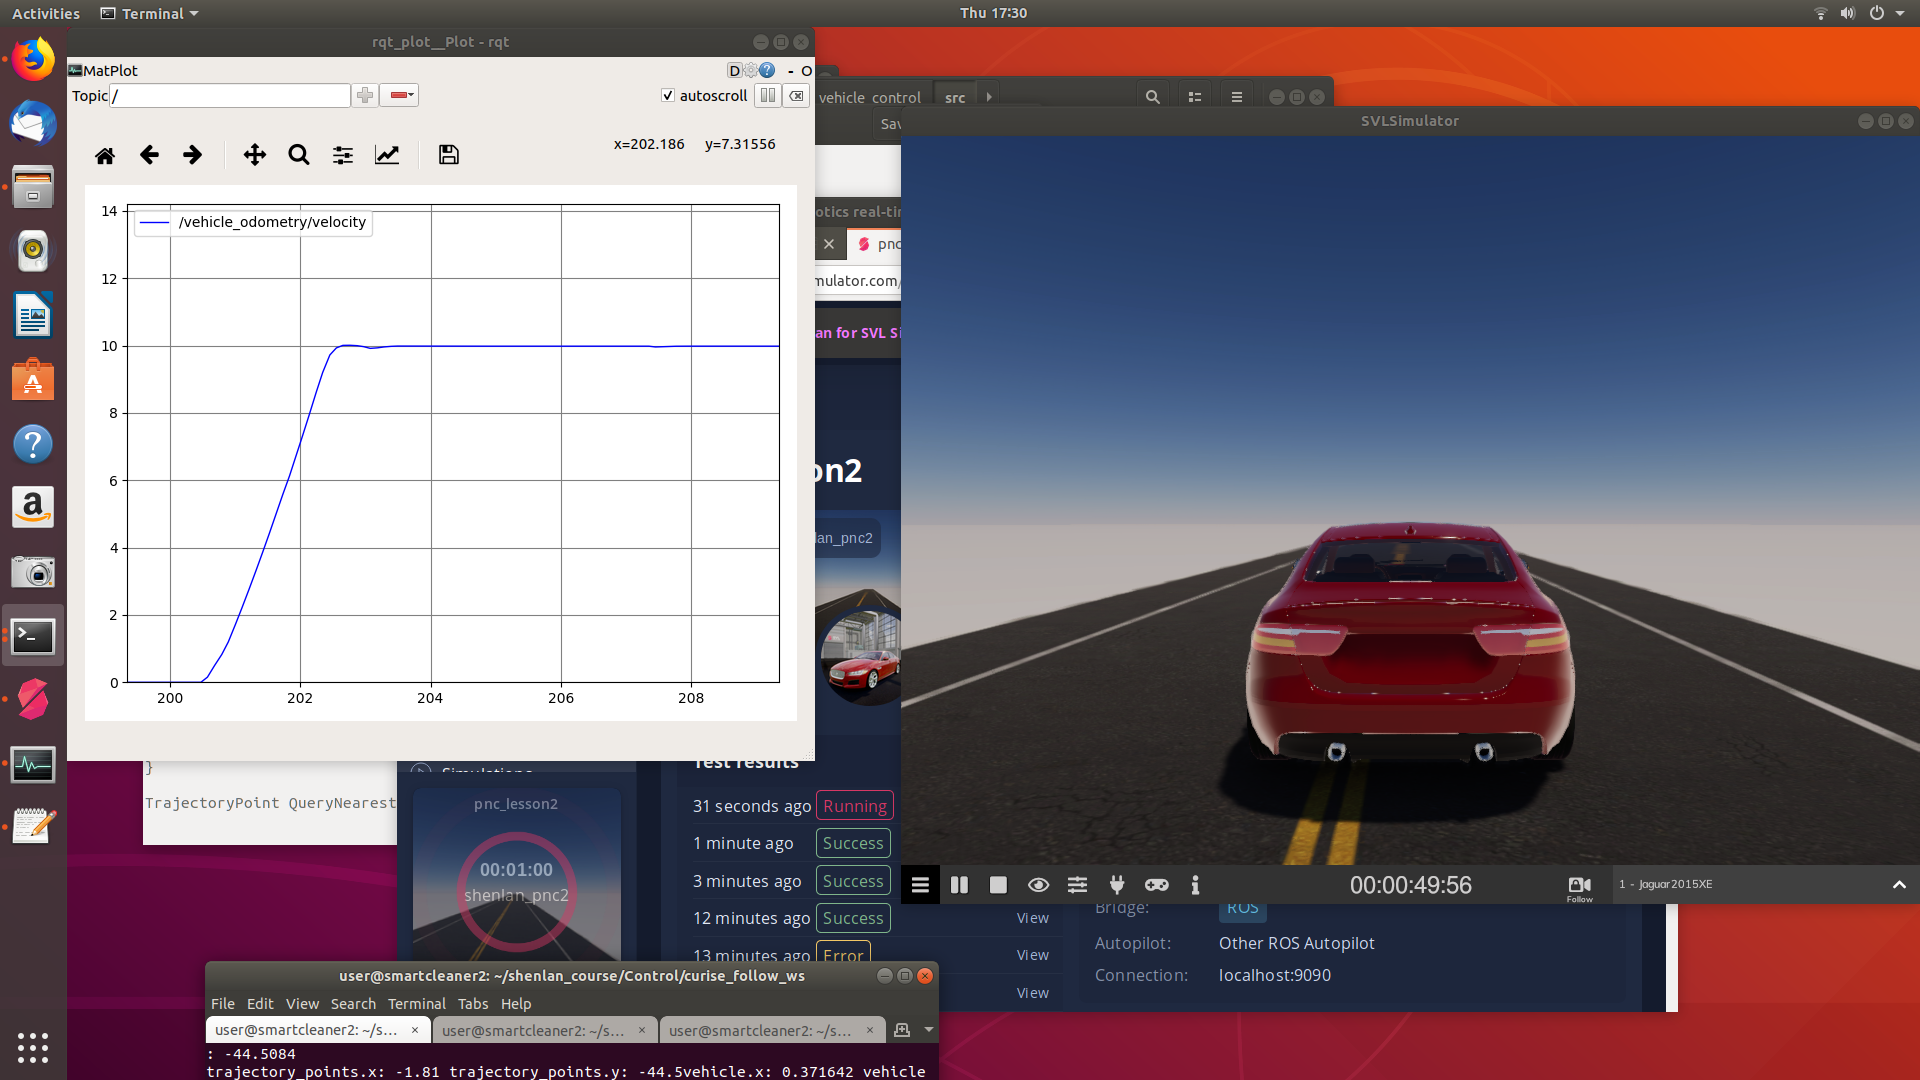 Activities
Terminal
Thu 17:30
rqt_plot__Plot - rqt
MatPlot
D
- O
Topic /
autoscroll
x=202.186 y=7.31556
/vehicle_odometry/velocity
14
12
10
8
6
4
2
0
200 202 204 206 208
vehicle_control src
SVLSimulator
otics real-tin
pnc
mulator.com/
an for SVL Si
on2
lan_pnc2
}
TrajectoryPoint QueryNearest
Simulations
pnc_lesson2
00:01:00
shenlan_pnc2
Test results
31 seconds ago Running
1 minute ago Success
3 minutes ago Success
12 minutes ago Success View
13 minutes ago Error View
View
00:00:49:56
Follow
1 - Jaguar2015XE
Bridge: ROS
Autopilot: Other ROS Autopilot
Connection: localhost:9090
user@smartcleaner2: ~/shenlan_course/Control/curise_follow_ws
File Edit View Search Terminal Tabs Help
user@smartcleaner2: ~/s... × user@smartcleaner2: ~/s... × user@smartcleaner2: ~/s... ×
: -44.5084
trajectory_points.x: -1.81 trajectory_points.y: -44.5vehicle.x: 0.371642 vehicle